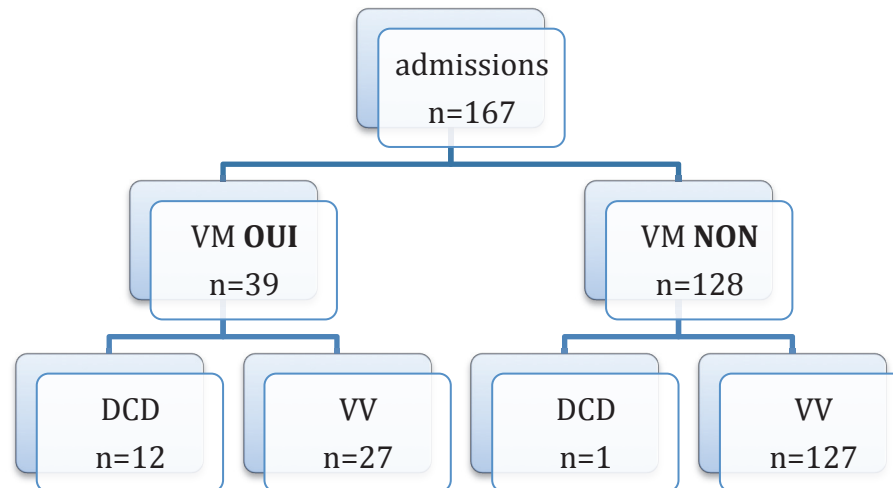 admissions
n=167
VM OUI
n=39
VM NON
n=128
DCD
n=12
VV
n=27
DCD
n=1
VV
n=127